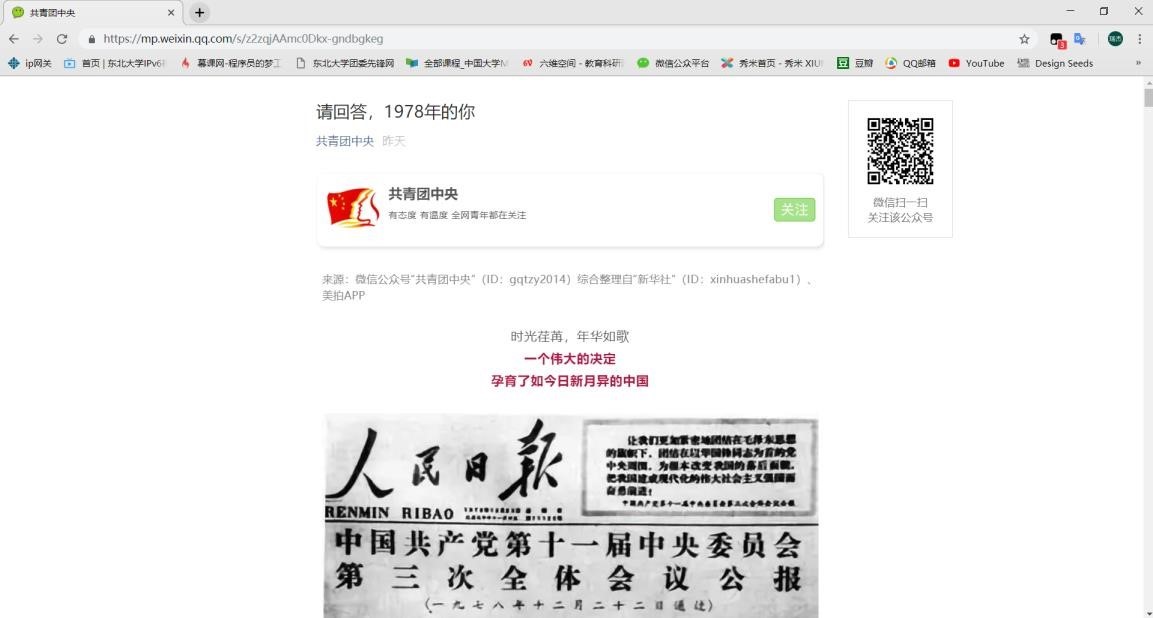 共青团中央
https://mp.weixin.qq.com/s/z2zqjAAmc0Dkx-gndbgkeg
3
瑞杰
ip网关
首页 | 东北大学IPv6
慕课网-程序员的梦工
东北大学团委先锋网
全部课程_中国大学M
六维空间 - 教育科研
微信公众平台
秀米首页 - 秀米 XIU
豆瓣
QQ邮箱
YouTube
Design Seeds
»
请回答，1978年的你
共青团中央 昨天
共青团中央
有态度 有温度 全网青年都在关注
关注
微信扫一扫
关注该公众号
来源：微信公众号“共青团中央”（ID：gqtzy2014）综合整理自“新华社”（ID：xinhuashefabu1）、
美拍APP
时光荏苒，年华如歌
一个伟大的决定
孕育了如今日新月异的中国
人民日报
RENMIN RIBAO
让我们更加紧密地团结在毛泽东思想
的旗帜下，团结在以华国锋同志为首的党
中央周围，为根本改变我国的落后面貌，
把我国建成现代化的伟大社会主义强国而
奋勇前进！
中国共产党第十一届中央委员会
第三次全体会议公报
（一九七八年十二月二十二日通过）